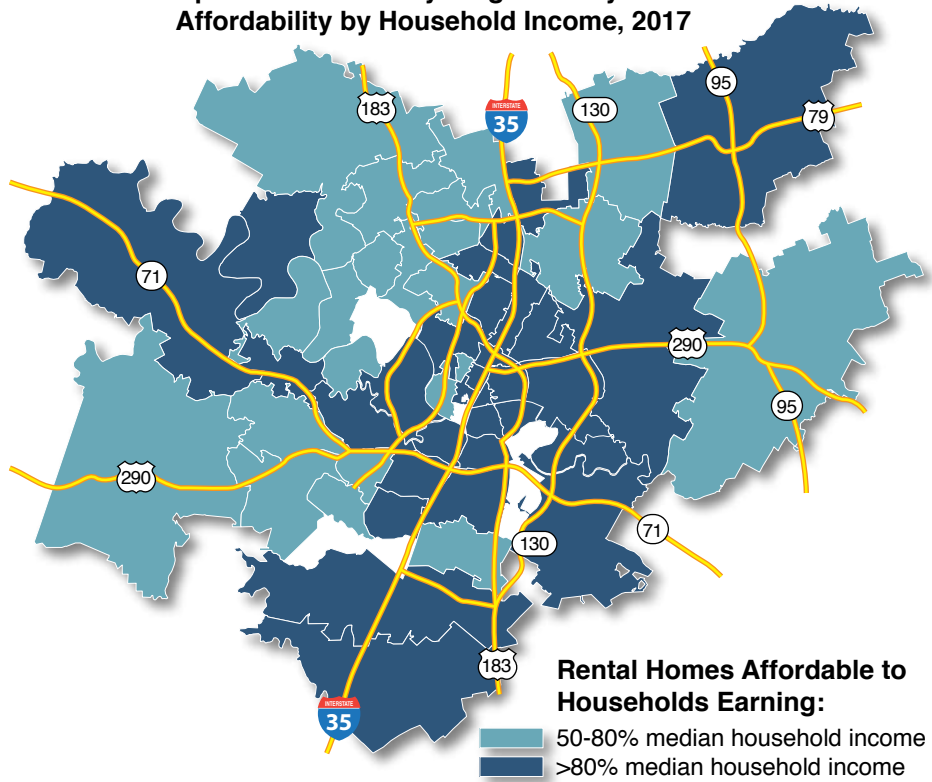 Affordability by Household Income, 2017
183
INTERSTATE
35
130
95
79
71
290
95
290
130
71
183
INTERSTATE
35
Rental Homes Affordable to
Households Earning:
50-80% median household income
>80% median household income